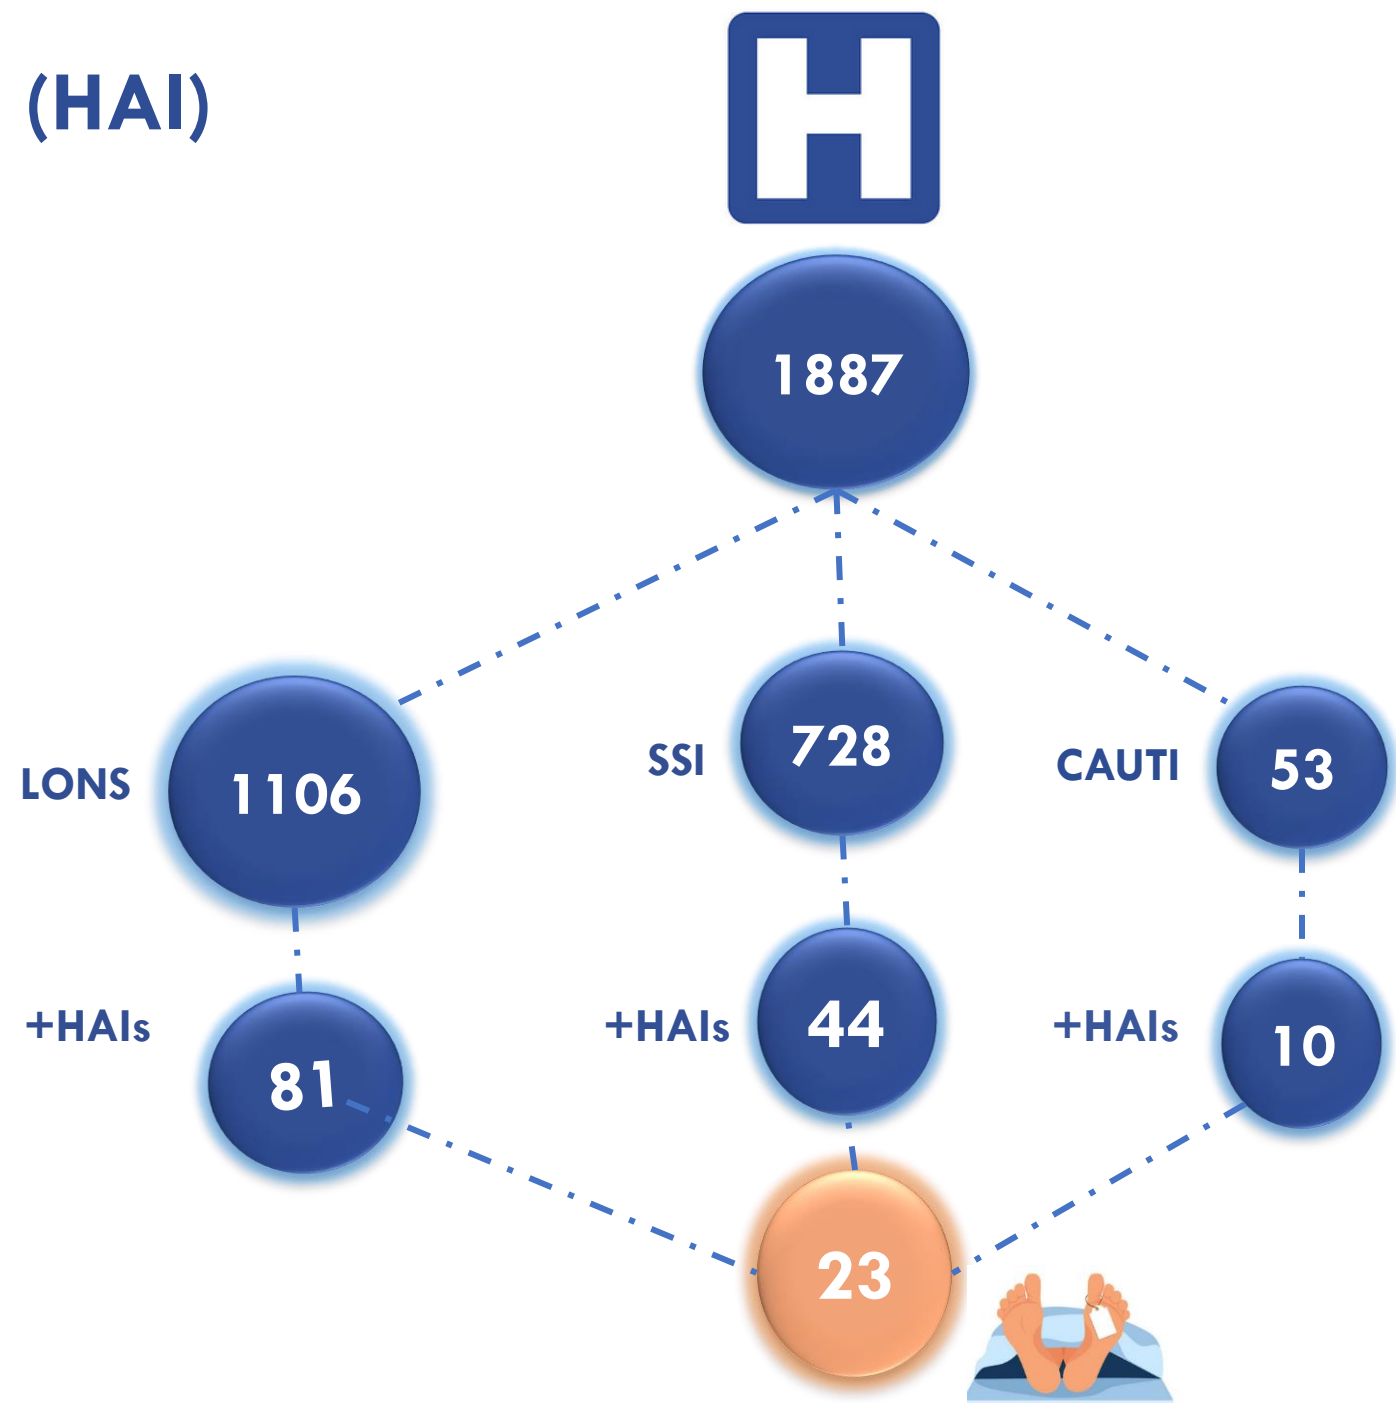 (HAI)
H
1887
LONS
1106
SSI
728
CAUTI
53
+HAIs
81
+HAIs
44
+HAIs
10
23